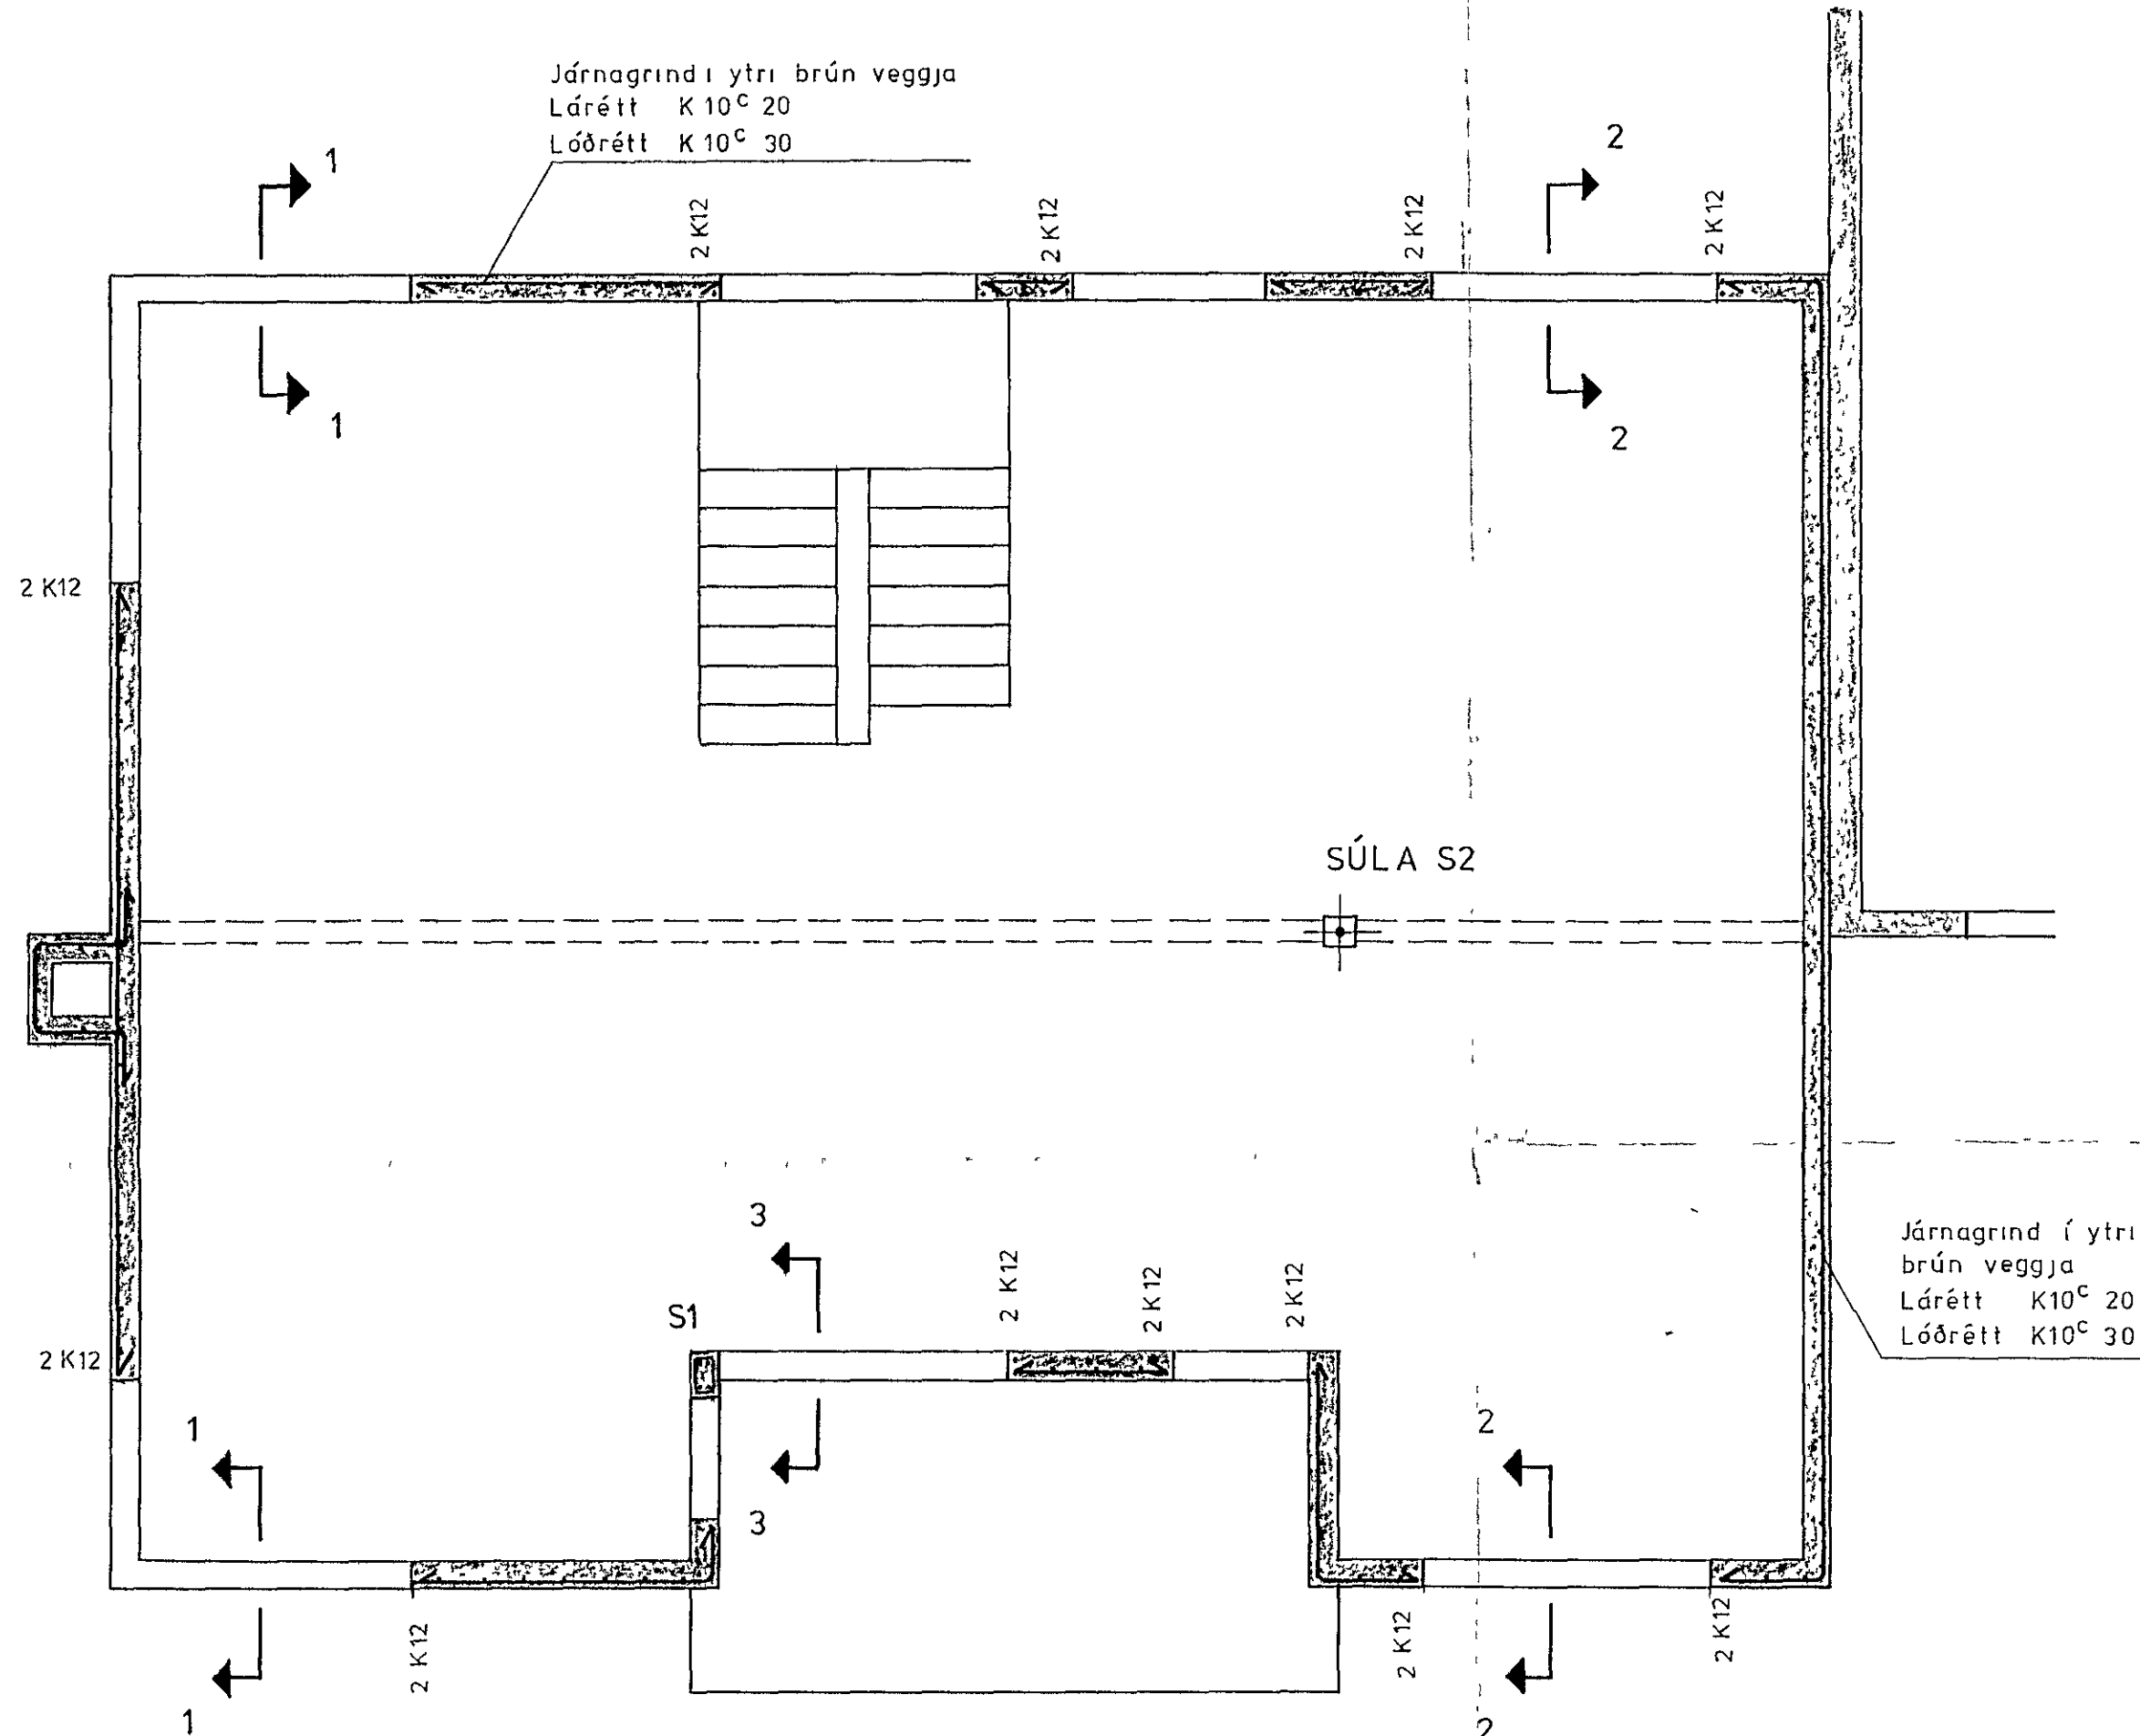 Járnagrind í ytri brún veggja
Lárétt K10ᶜ 20
Lóðrétt K10ᶜ 30
1
2
2 K12
2 K12
2 K12
2 K12
1
2
2 K12
SÚLA S2
3
Járnagrind í ytri
brún veggja
Lárétt K10ᶜ 20
Lóðrétt K10ᶜ 30
2 K12
2 K12
2 K12
S1
2 K12
1
2
3
2 K12
2 K12
2 K12
1
2